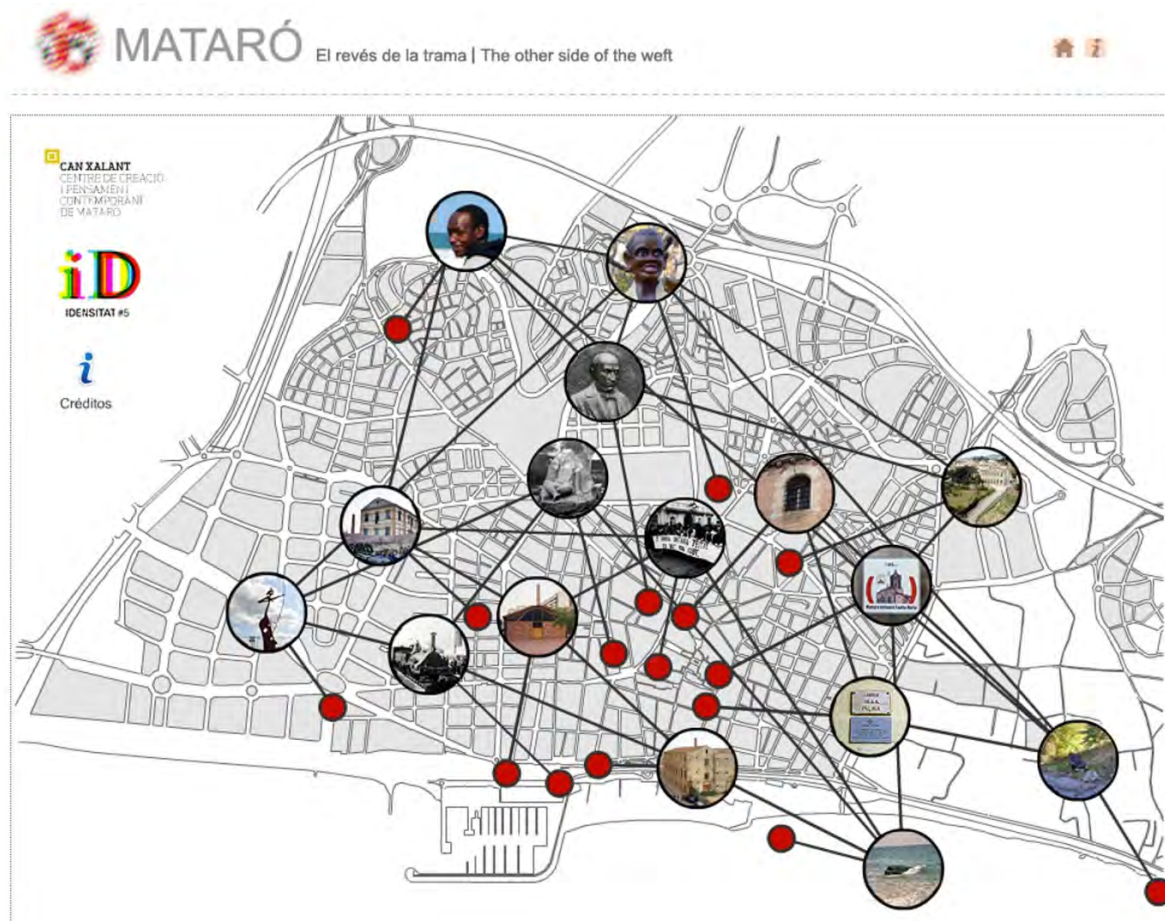 MATARÓ El revés de la trama | The other side of the weft
CAN XALANT
CENTRE DE CREACIÓ
I PENSAMENT
CONTEMPORANI
DE MATARÓ
iD
IDENSITAT #5
i
Créditos